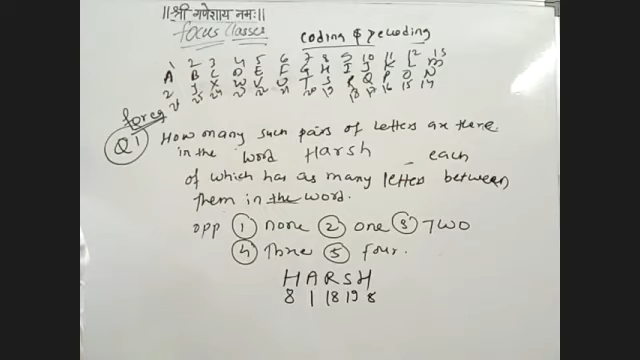 ||श्री गणेशाय नमः||
focus Classes
coding & Decoding
1 2 3 4 5 6 7 8 9 10 11 12 13
A B C D E F G H I J K L M
Z Y X W V U T S R Q P O N
26 25 24 23 22 21 20 19 18 17 16 15 14
Q1 How many such pairs of letters are there
in the word Harsh each
of which has as many letter between
them in the word.
opp 1 none 2 one 3 Two
4 Three 5 four.
HARSH
8 1 18 19 8